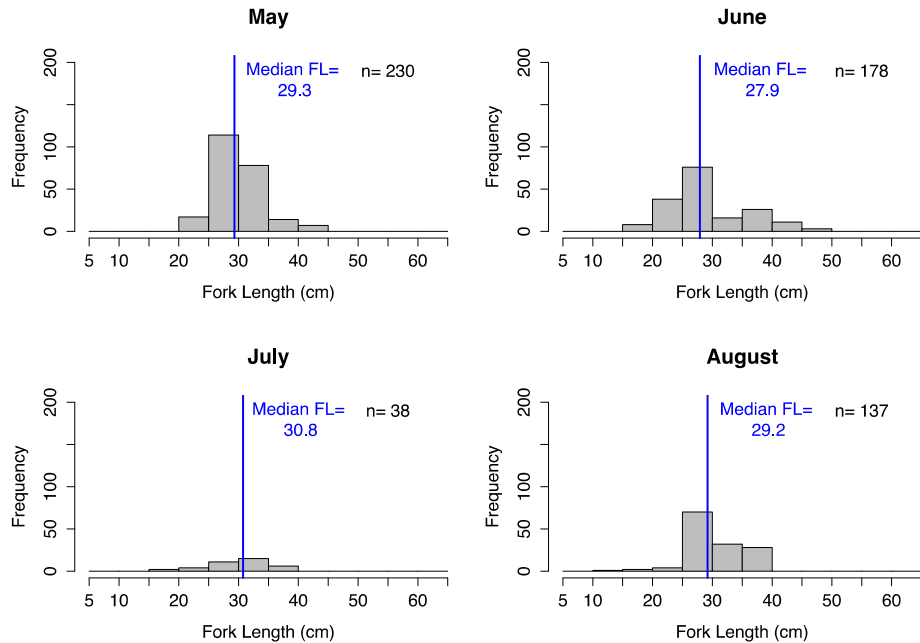 May
Median FL=
29.3
n= 230
Frequency
0
50
100
200
5
10
20
30
40
50
60
Fork Length (cm)
June
Median FL=
27.9
n= 178
Frequency
0
50
100
200
5
10
20
30
40
50
60
Fork Length (cm)
July
Median FL=
30.8
n= 38
Frequency
0
50
100
200
5
10
20
30
40
50
60
Fork Length (cm)
August
Median FL=
29.2
n= 137
Frequency
0
50
100
200
5
10
20
30
40
50
60
Fork Length (cm)